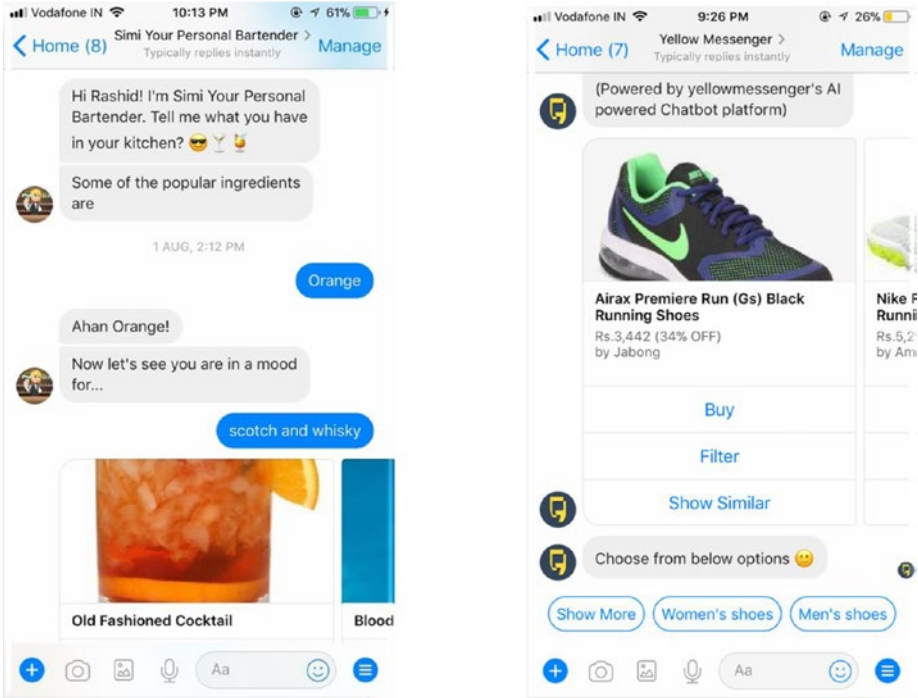 Vodafone IN 10:13 PM 61%
Home (8) Simi Your Personal Bartender > Manage
Typically replies instantly
Hi Rashid! I'm Simi Your Personal
Bartender. Tell me what you have
in your kitchen? 😎🍸🍹
Some of the popular ingredients
are
1 AUG, 2:12 PM
Orange
Ahan Orange!
Now let's see you are in a mood
for...
scotch and whisky
Old Fashioned Cocktail
Blood
Aa
Vodafone IN 9:26 PM 26%
Home (7) Yellow Messenger > Manage
Typically replies instantly
(Powered by yellowmessenger's AI
powered Chatbot platform)
Airax Premiere Run (Gs) Black
Running Shoes
Rs.3,442 (34% OFF)
by Jabong
Buy
Filter
Show Similar
Nike
Rs.5,2
by Am
Choose from below options 🙂
Show More Women's shoes Men's shoes
Aa